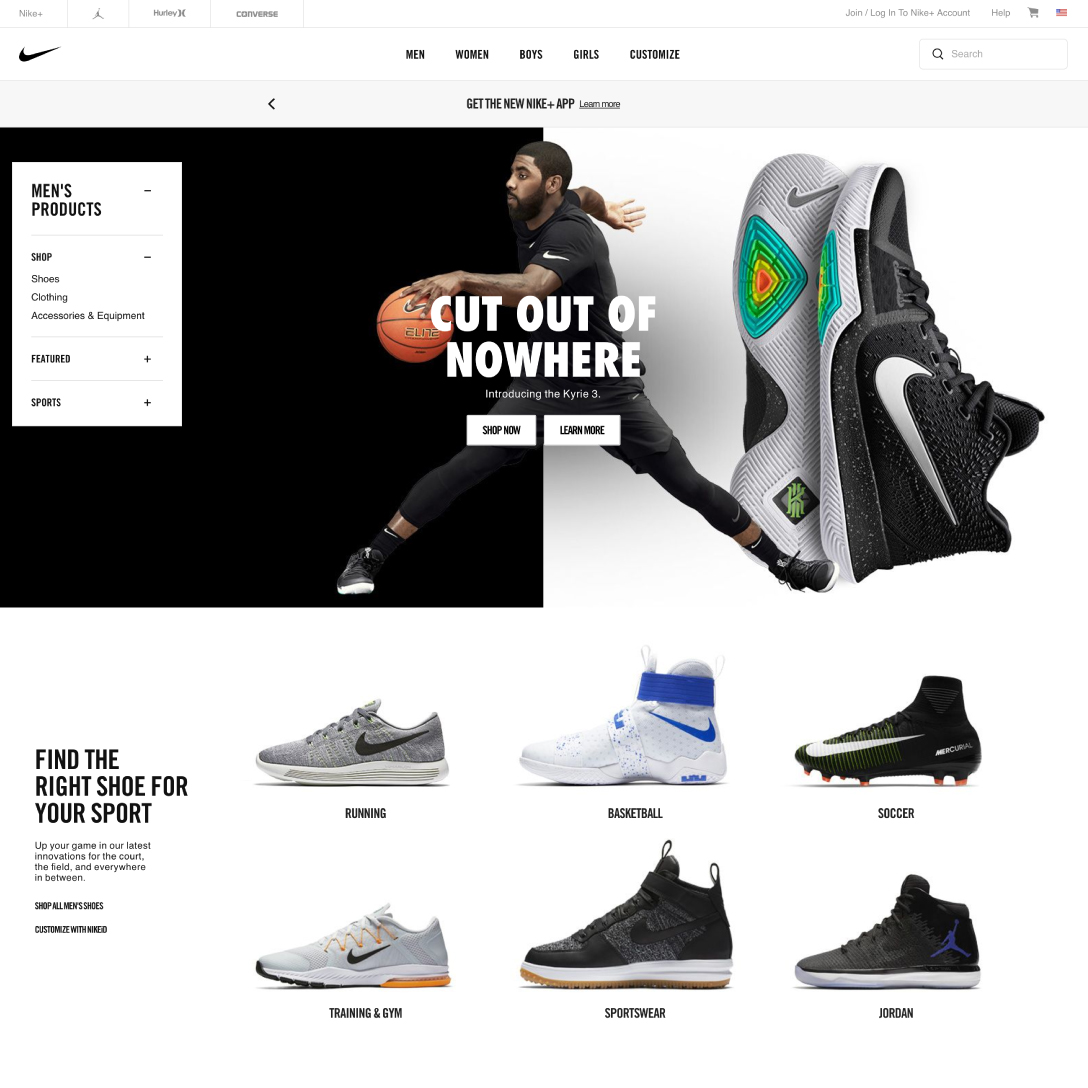 Nike+
Hurley
CONVERSE
Join / Log In To Nike+ Account
Help
MEN
WOMEN
BOYS
GIRLS
CUSTOMIZE
Search
GET THE NEW NIKE+ APP Learn more
MEN'S
PRODUCTS
SHOP
Shoes
Clothing
Accessories & Equipment
FEATURED
SPORTS
ELITE
CUT OUT OF
NOWHERE
Introducing the Kyrie 3.
SHOP NOW
LEARN MORE
FIND THE
RIGHT SHOE FOR
YOUR SPORT
Up your game in our latest
innovations for the court,
the field, and everywhere
in between.
SHOP ALL MEN'S SHOES
CUSTOMIZE WITH NIKEiD
RUNNING
BASKETBALL
MERCURIAL
SOCCER
TRAINING & GYM
SPORTSWEAR
JORDAN